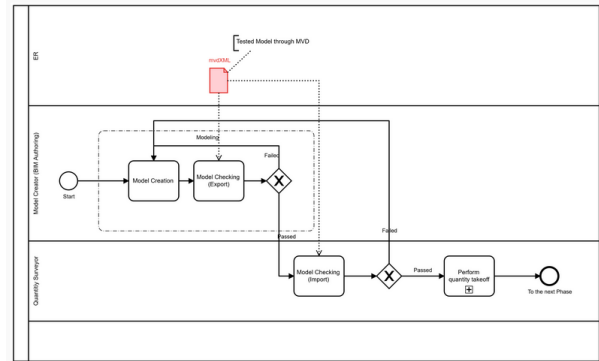 Tested Model through MVD
ER
mvdXML
Model Creator (BIM Authoring)
Modeling
Failed
Model Creation
Model Checking
(Export)
X
Start
Passed
Failed
Quantity Surveyor
Model Checking
(Import)
X
Passed
Perform
quantity takeoff
To the next Phase